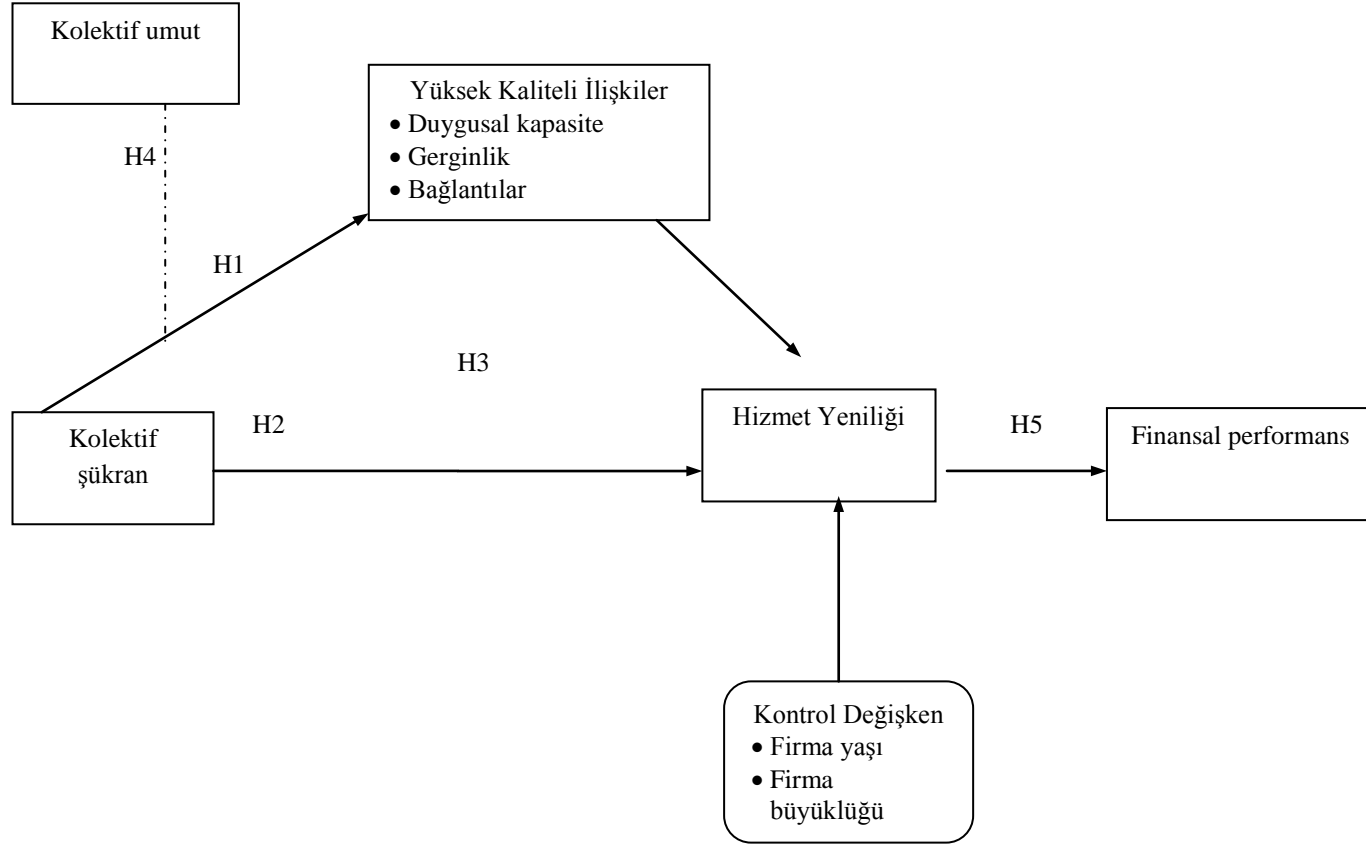 Kolektif umut
Yüksek Kaliteli İlişkiler
• Duygusal kapasite
• Gerginlik
• Bağlantılar
H4
H1
H3
Kolektif
şükran
H2
Hizmet Yeniliği
H5
Finansal performans
Kontrol Değişken
• Firma yaşı
• Firma
büyüklüğü